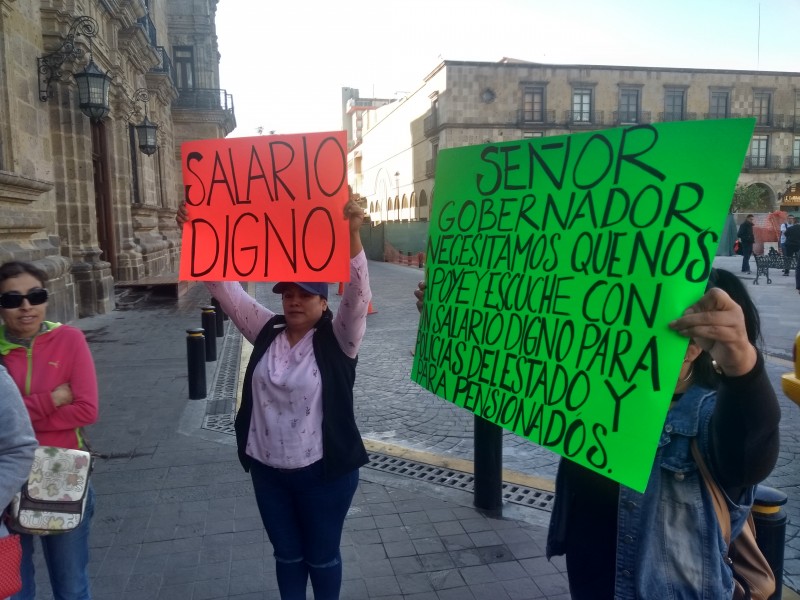 SALARIO
DIGNO
SEÑOR
GOBERNADOR,
NECESITAMOS QUE NOS
APOYE Y ESCUCHE CON
UN SALARIO DIGNO PARA
POLICIAS DEL ESTADO Y
PARA PENSIONADOS.